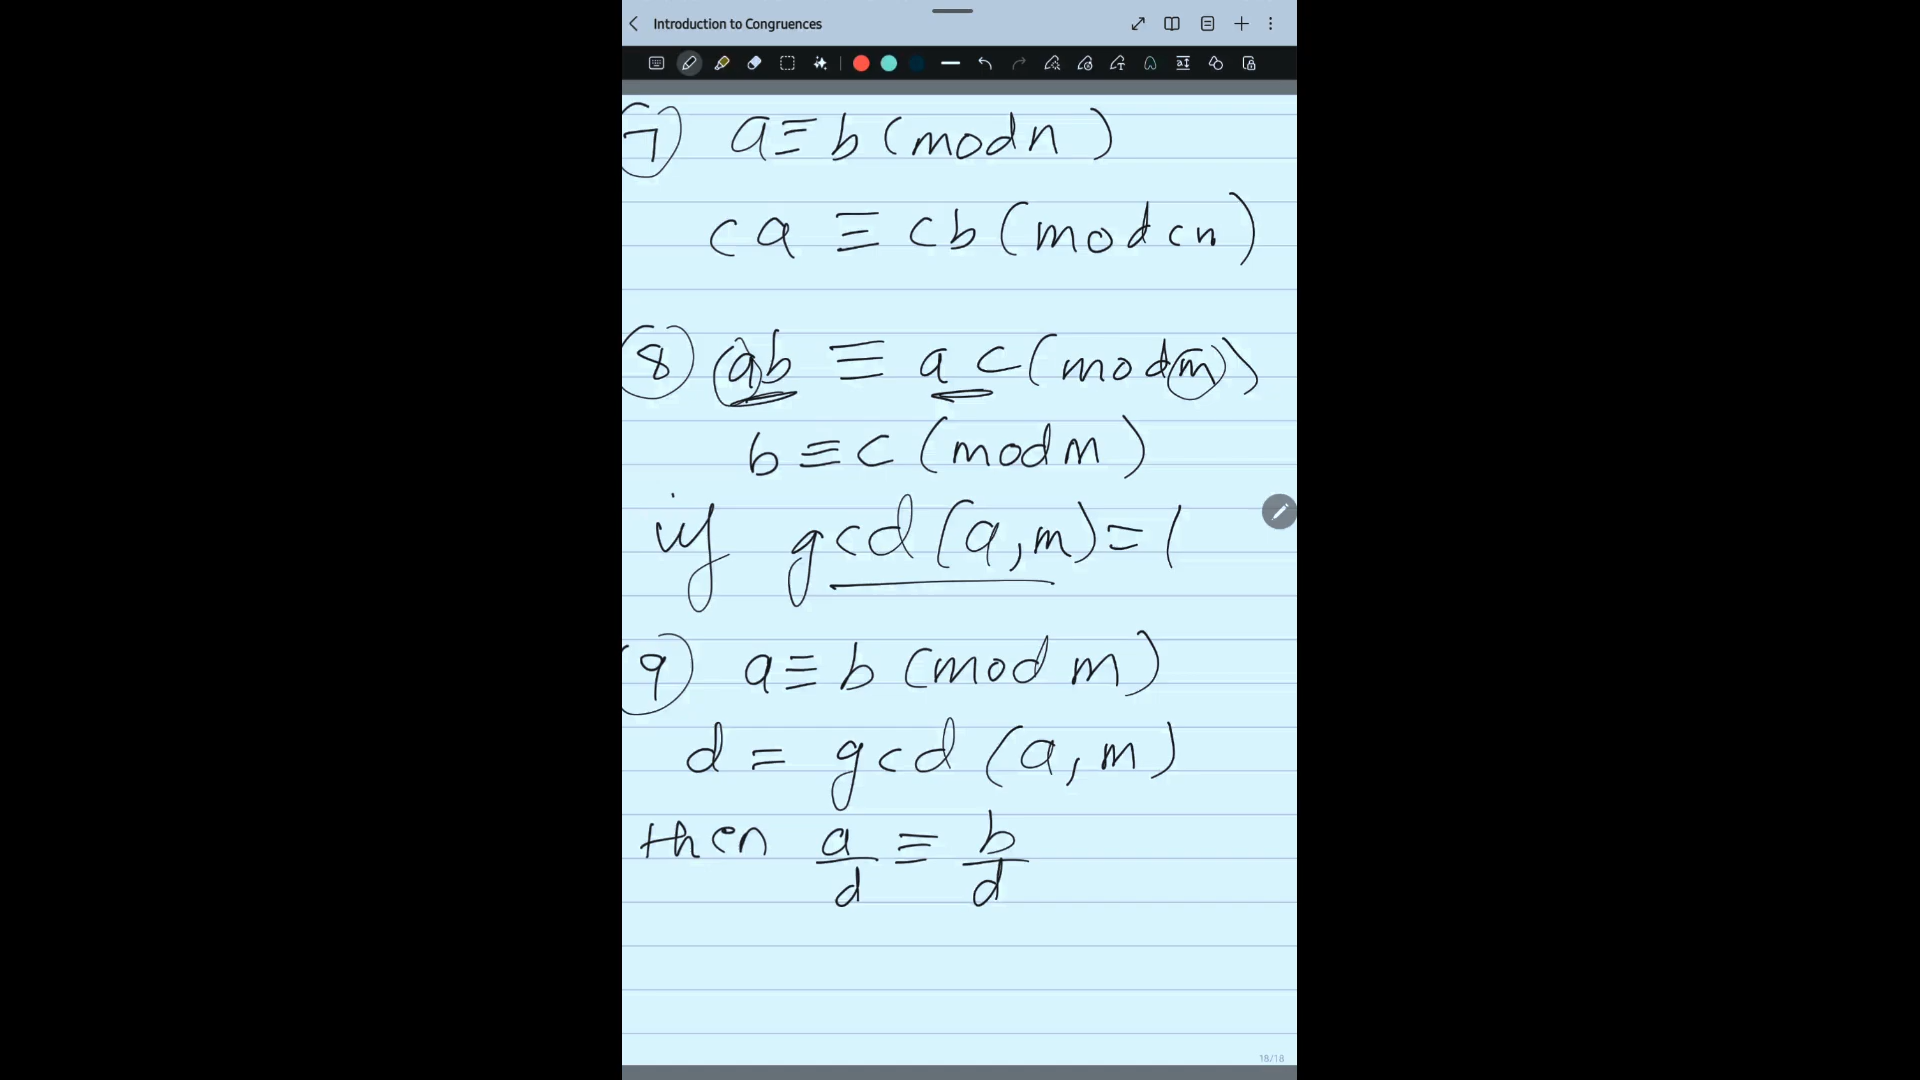 Introduction to Congruences
7 a ≡ b (mod n)
ca ≡ cb (mod cn)
8 ab ≡ ac (mod m)
b ≡ c (mod m)
if gcd (a, m) = 1
9 a ≡ b (mod m)
d = gcd (a, m)
then a/d ≡ b/d
18/18